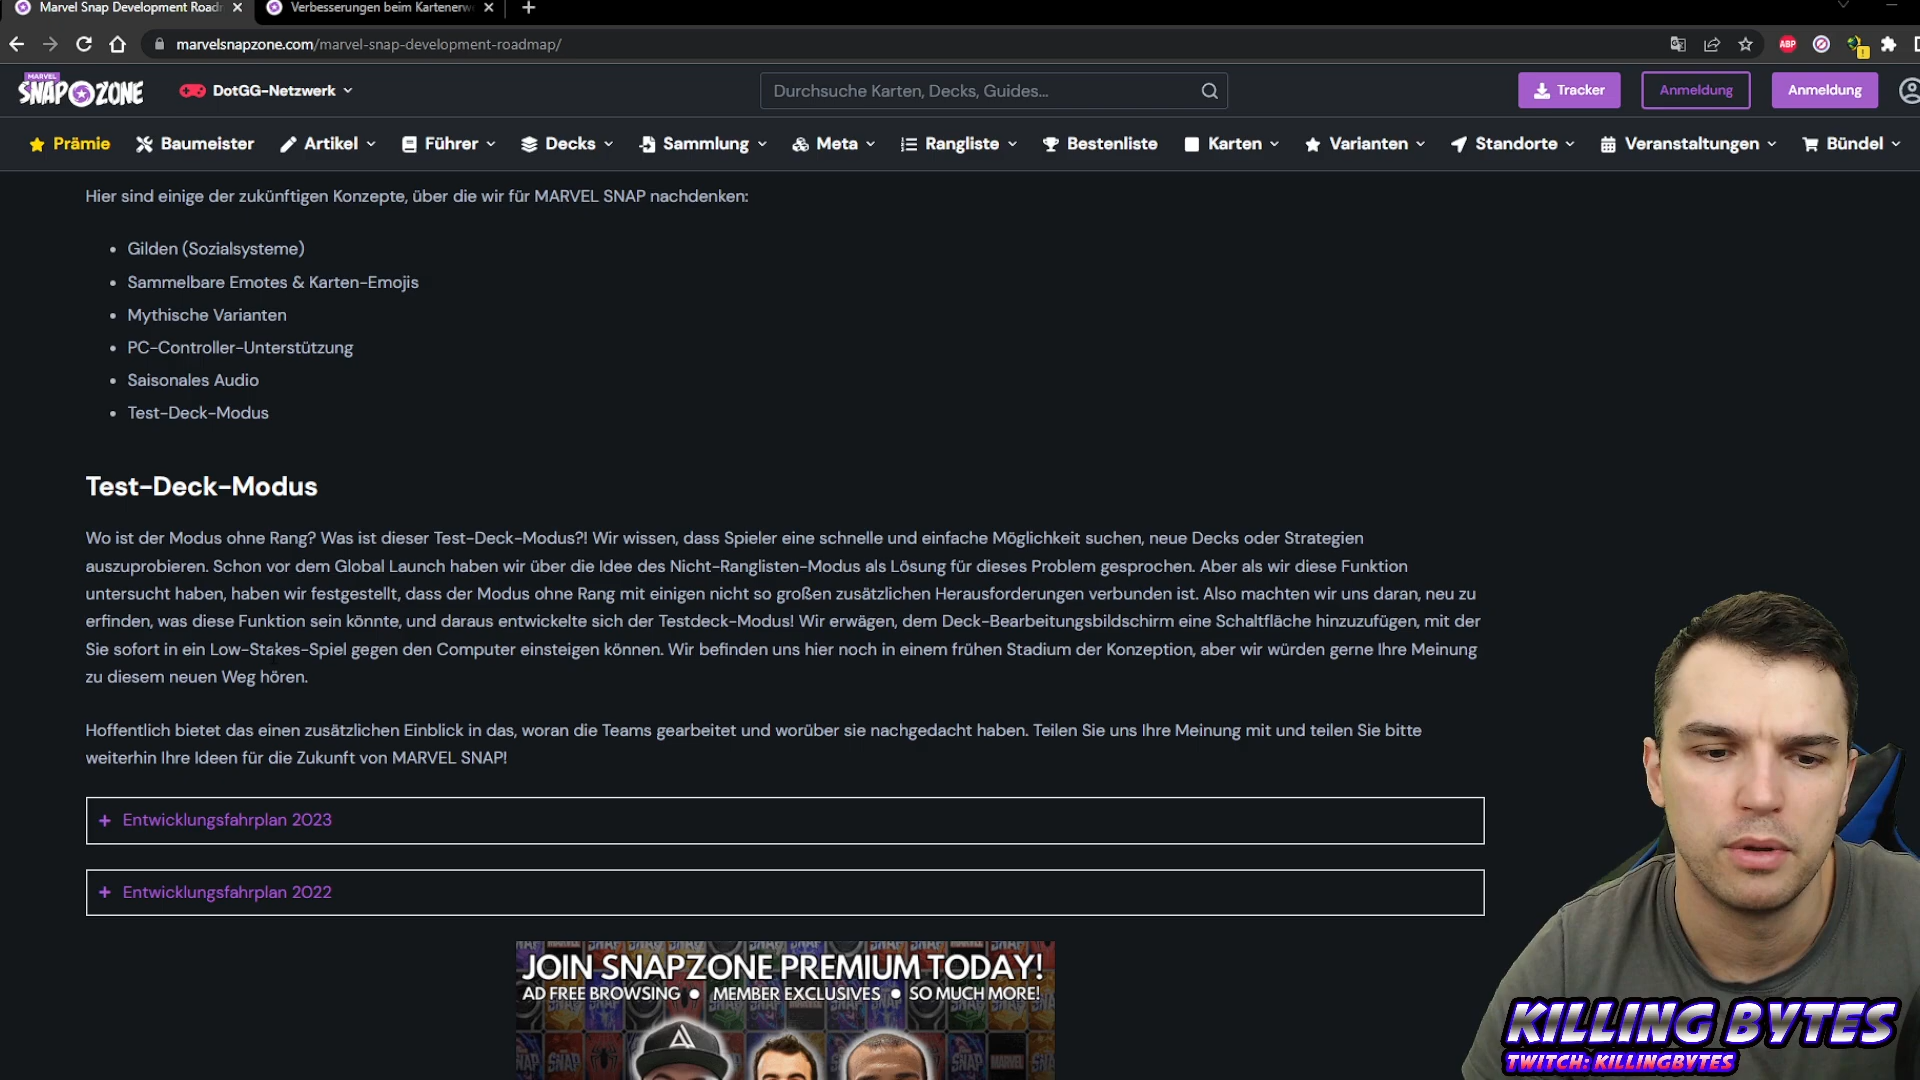 Marvel Snap Development Roadm
Verbesserungen beim Kartenerw
marvelsnapzone.com/marvel-snap-development-roadmap/
ABP
MARVEL
SNAP ZONE
DotGG-Netzwerk
Durchsuche Karten, Decks, Guides...
Tracker
Anmeldung
Anmeldung
Prämie
Baumeister
Artikel
Führer
Decks
Sammlung
Meta
Rangliste
Bestenliste
Karten
Varianten
Standorte
Veranstaltungen
Bündel
Hier sind einige der zukünftigen Konzepte, über die wir für MARVEL SNAP nachdenken:
Gilden (Sozialsysteme)
Sammelbare Emotes & Karten-Emojis
Mythische Varianten
PC-Controller-Unterstützung
Saisonales Audio
Test-Deck-Modus
Test-Deck-Modus
Wo ist der Modus ohne Rang? Was ist dieser Test-Deck-Modus?! Wir wissen, dass Spieler eine schnelle und einfache Möglichkeit suchen, neue Decks oder Strategien
auszuprobieren. Schon vor dem Global Launch haben wir über die Idee des Nicht-Ranglisten-Modus als Lösung für dieses Problem gesprochen. Aber als wir diese Funktion
untersucht haben, haben wir festgestellt, dass der Modus ohne Rang mit einigen nicht so großen zusätzlichen Herausforderungen verbunden ist. Also machten wir uns daran, neu zu
erfinden, was diese Funktion sein könnte, und daraus entwickelte sich der Testdeck-Modus! Wir erwägen, dem Deck-Bearbeitungsbildschirm eine Schaltfläche hinzuzufügen, mit der
Sie sofort in ein Low-Stakes-Spiel gegen den Computer einsteigen können. Wir befinden uns hier noch in einem frühen Stadium der Konzeption, aber wir würden gerne Ihre Meinung
zu diesem neuen Weg hören.
Hoffentlich bietet das einen zusätzlichen Einblick in das, woran die Teams gearbeitet und worüber sie nachgedacht haben. Teilen Sie uns Ihre Meinung mit und teilen Sie bitte
weiterhin Ihre Ideen für die Zukunft von MARVEL SNAP!
+ Entwicklungsfahrplan 2023
+ Entwicklungsfahrplan 2022
JOIN SNAPZONE PREMIUM TODAY!
AD FREE BROWSING • MEMBER EXCLUSIVES • SO MUCH MORE!
KILLING BYTES
TWITCH: KILLINGBYTES